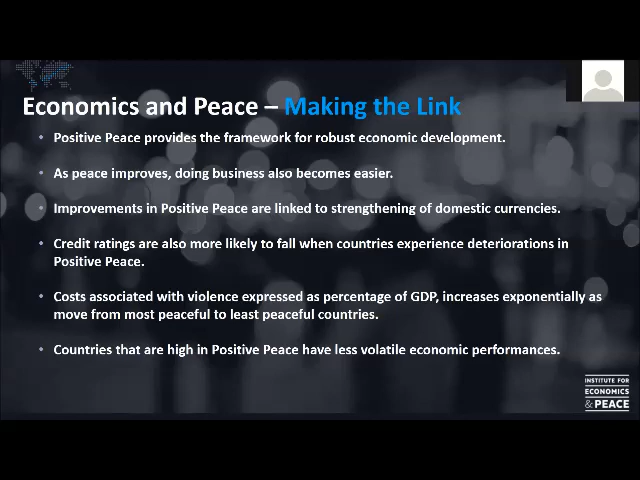 Economics and Peace – Making the Link
• Positive Peace provides the framework for robust economic development.
• As peace improves, doing business also becomes easier.
• Improvements in Positive Peace are linked to strengthening of domestic currencies.
• Credit ratings are also more likely to fall when countries experience deteriorations in
Positive Peace.
• Costs associated with violence expressed as percentage of GDP, increases exponentially as
move from most peaceful to least peaceful countries.
• Countries that are high in Positive Peace have less volatile economic performances.
INSTITUTE FOR
ECONOMICS
& PEACE